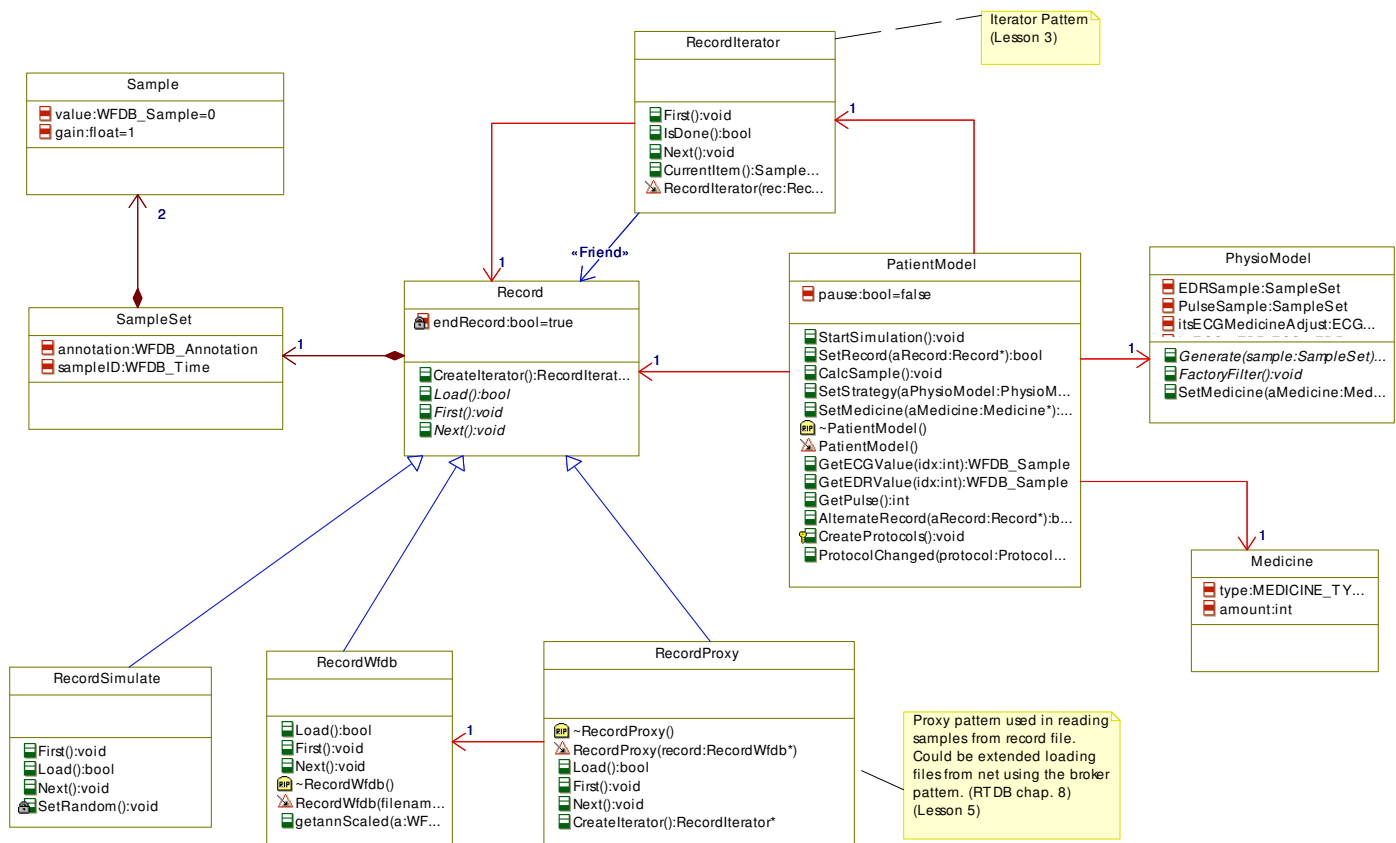 Iterator Pattern
(Lesson 3)
RecordIterator
First():void
IsDone():bool
Next():void
CurrentItem():Sample...
RecordIterator(rec:Rec...
1
1
«Friend»
Sample
value:WFDB_Sample=0
gain:float=1
2
SampleSet
annotation:WFDB_Annotation
sampleID:WFDB_Time
1
Record
endRecord:bool=true
CreateIterator():RecordIterat...
Load():bool
First():void
Next():void
1
PatientModel
pause:bool=false
StartSimulation():void
SetRecord(aRecord:Record*):bool
CalcSample():void
SetStrategy(aPhysioModel:PhysioM...
SetMedicine(aMedicine:Medicine*):...
RIP ~PatientModel()
PatientModel()
GetECGValue(idx:int):WFDB_Sample
GetEDRValue(idx:int):WFDB_Sample
GetPulse():int
AlternateRecord(aRecord:Record*):b...
CreateProtocols():void
ProtocolChanged(protocol:Protocol...
1
PhysioModel
EDRSample:SampleSet
PulseSample:SampleSet
itsECGMedicineAdjust:ECG...
Generate(sample:SampleSet)...
FactoryFilter():void
SetMedicine(aMedicine:Med...
1
Medicine
type:MEDICINE_TY...
amount:int
RecordSimulate
First():void
Load():bool
Next():void
SetRandom():void
RecordWfdb
Load():bool
First():void
Next():void
RIP ~RecordWfdb()
RecordWfdb(filenam...
getannScaled(a:WF...
1
RecordProxy
RIP ~RecordProxy()
RecordProxy(record:RecordWfdb*)
Load():bool
First():void
Next():void
CreateIterator():RecordIterator*
Proxy pattern used in reading
samples from record file.
Could be extended loading
files from net using the broker
pattern. (RTDB chap. 8)
(Lesson 5)